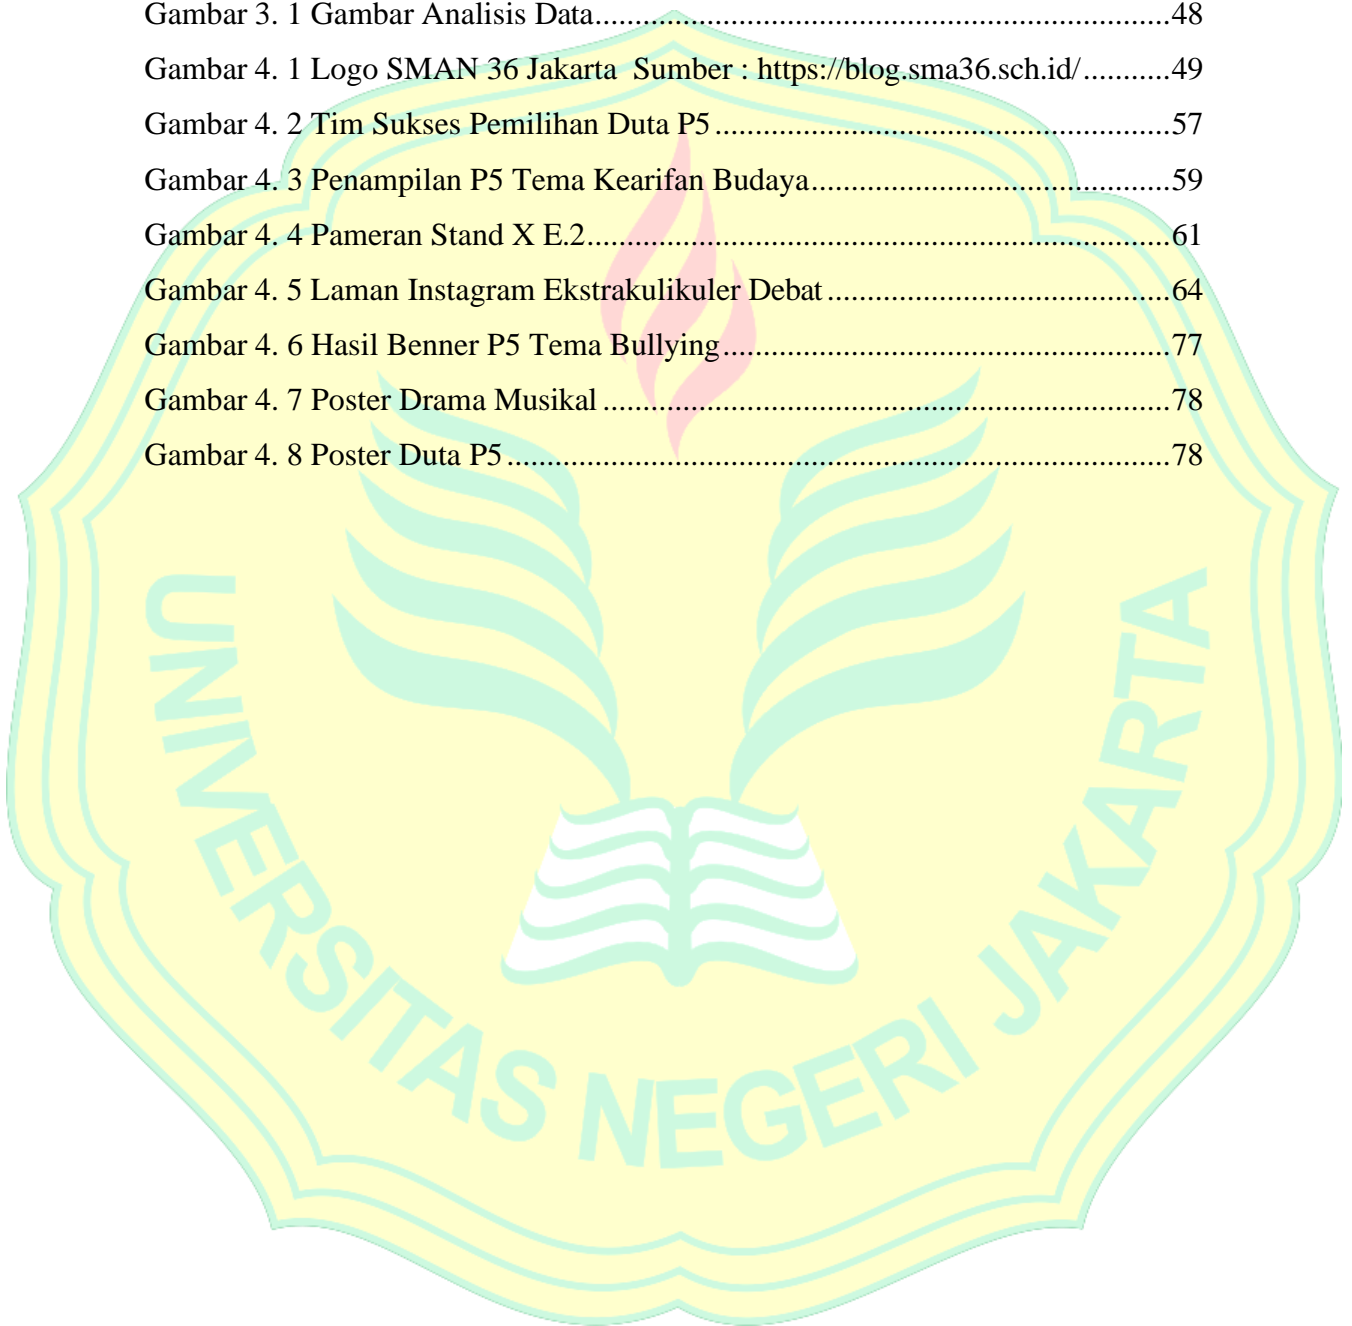 Gambar 3. 1 Gambar Analisis Data.......................................................................48
Gambar 4. 1 Logo SMAN 36 Jakarta  Sumber : https://blog.sma36.sch.id/...........49
Gambar 4. 2 Tim Sukses Pemilihan Duta P5........................................................57
Gambar 4. 3 Penampilan P5 Tema Kearifan Budaya............................................59
Gambar 4. 4 Pameran Stand X E.2........................................................................61
Gambar 4. 5 Laman Instagram Ekstrakulikuler Debat..........................................64
Gambar 4. 6 Hasil Benner P5 Tema Bullying.......................................................77
Gambar 4. 7 Poster Drama Musikal......................................................................78
Gambar 4. 8 Poster Duta P5..................................................................................78
UNIVERSITAS NEGERI JAKARTA